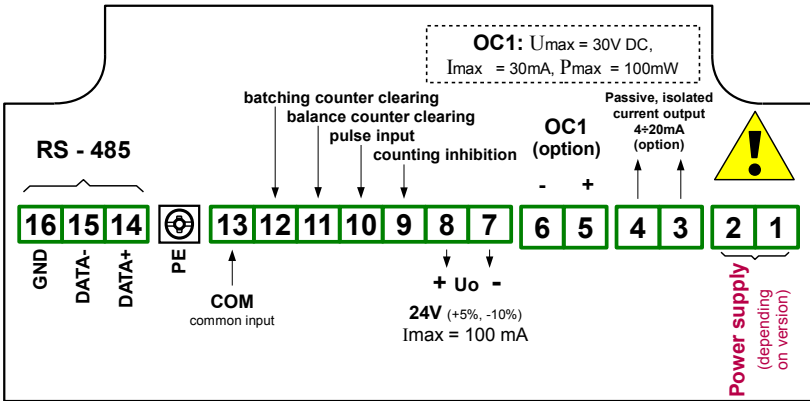 OC1: Umax = 30V DC,
Imax = 30mA, Pmax = 100mW
batching counter clearing
balance counter clearing
pulse input
counting inhibition
Passive, isolated
current output
4÷20mA
(option)
OC1
(option)
- +
RS - 485
16 15 14
13 12 11 10 9 8 7
6 5
4 3
2 1
GND
DATA-
DATA+
PE
COM
common input
+ Uo -
24V (+5%, -10%)
Imax = 100 mA
Power supply
(depending
on version)